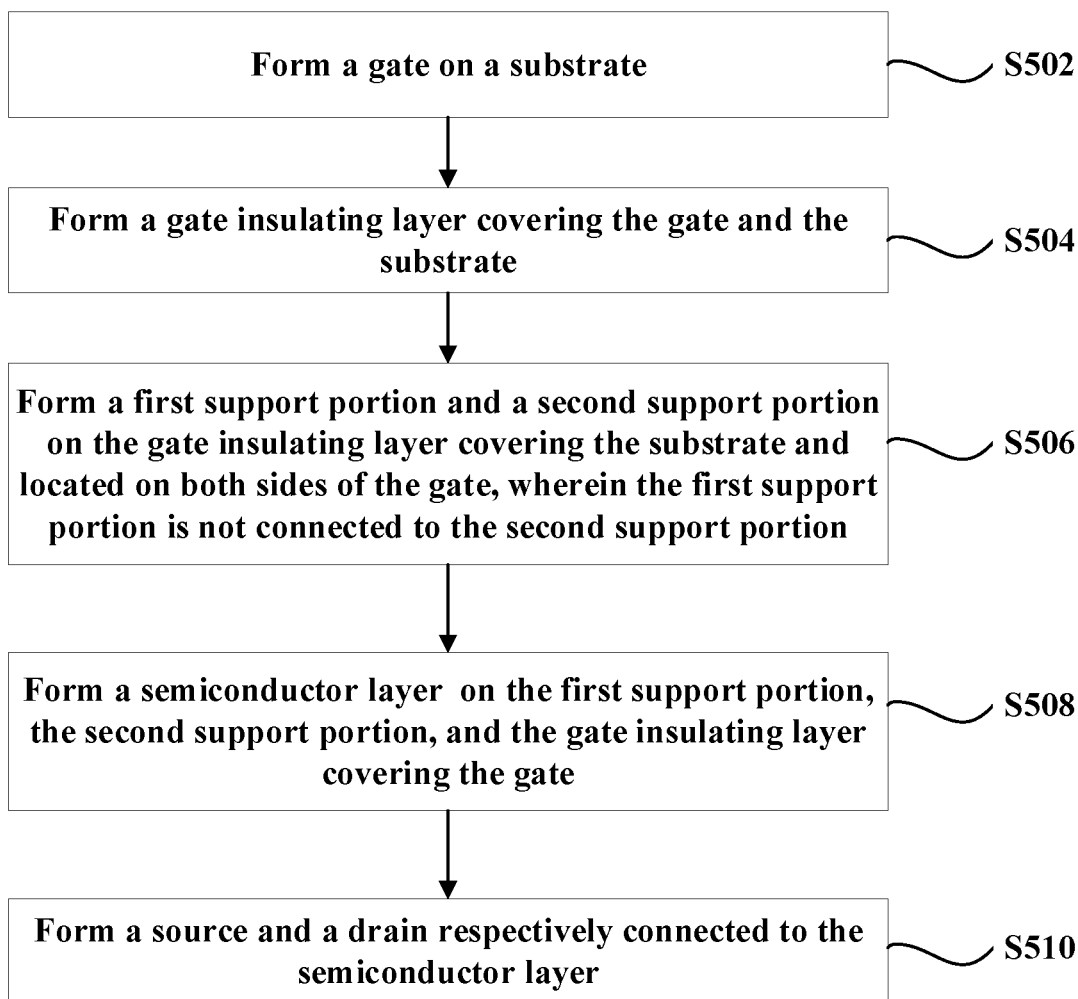 Form a gate on a substrate
S502
Form a gate insulating layer covering the gate and the
substrate
S504
Form a first support portion and a second support portion
on the gate insulating layer covering the substrate and
located on both sides of the gate, wherein the first support
portion is not connected to the second support portion
S506
Form a semiconductor layer on the first support portion,
the second support portion, and the gate insulating layer
covering the gate
S508
Form a source and a drain respectively connected to the
semiconductor layer
S510